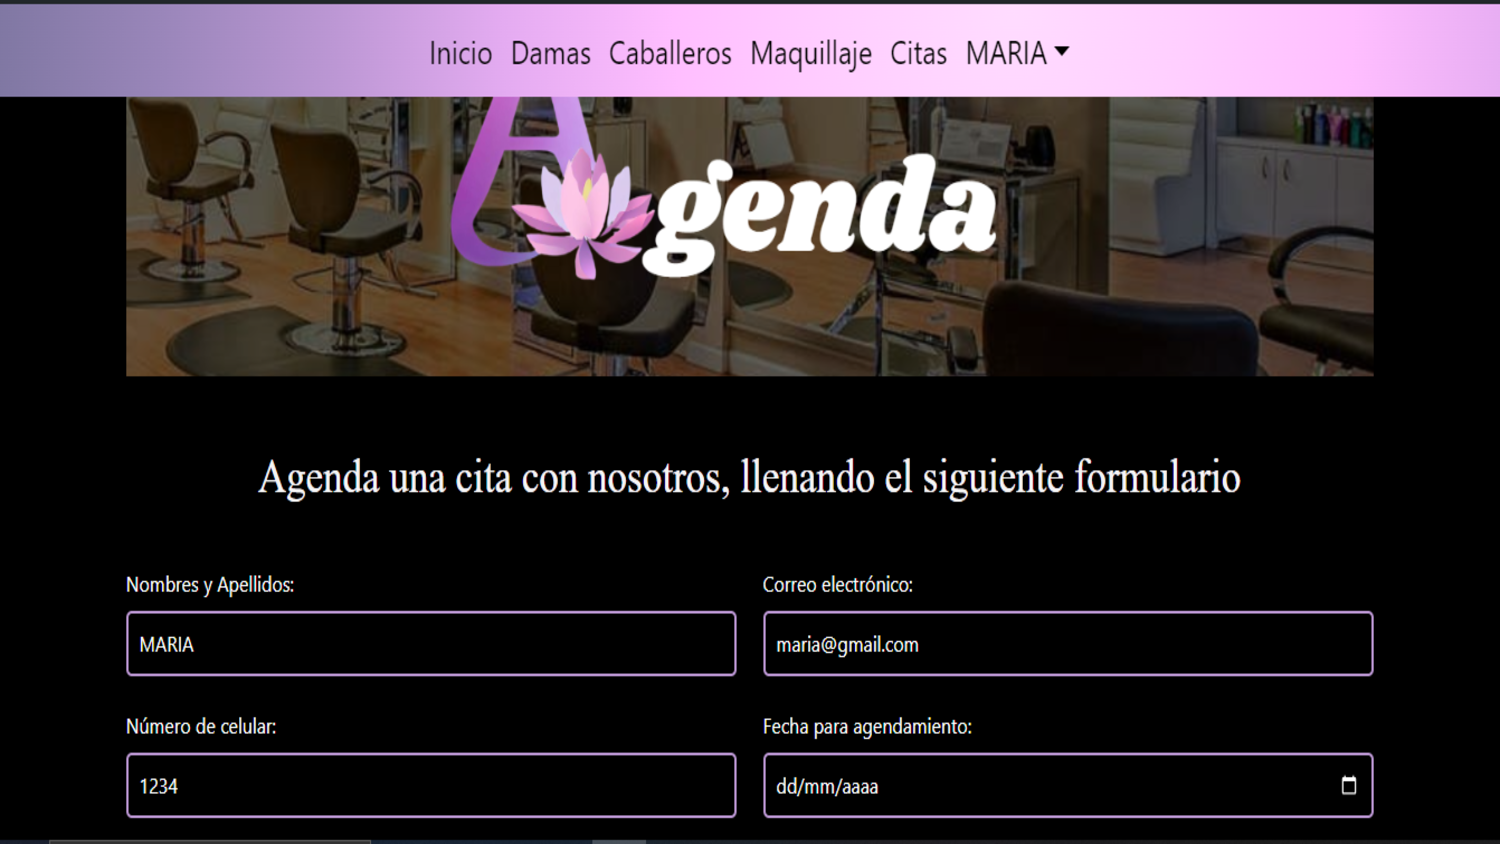 Inicio Damas Caballeros Maquillaje Citas MARIA
Agenda
Agenda una cita con nosotros, llenando el siguiente formulario
Nombres y Apellidos: Correo electrónico:
MARIA maria@gmail.com
Número de celular: Fecha para agendamiento:
1234 dd/mm/aaaa